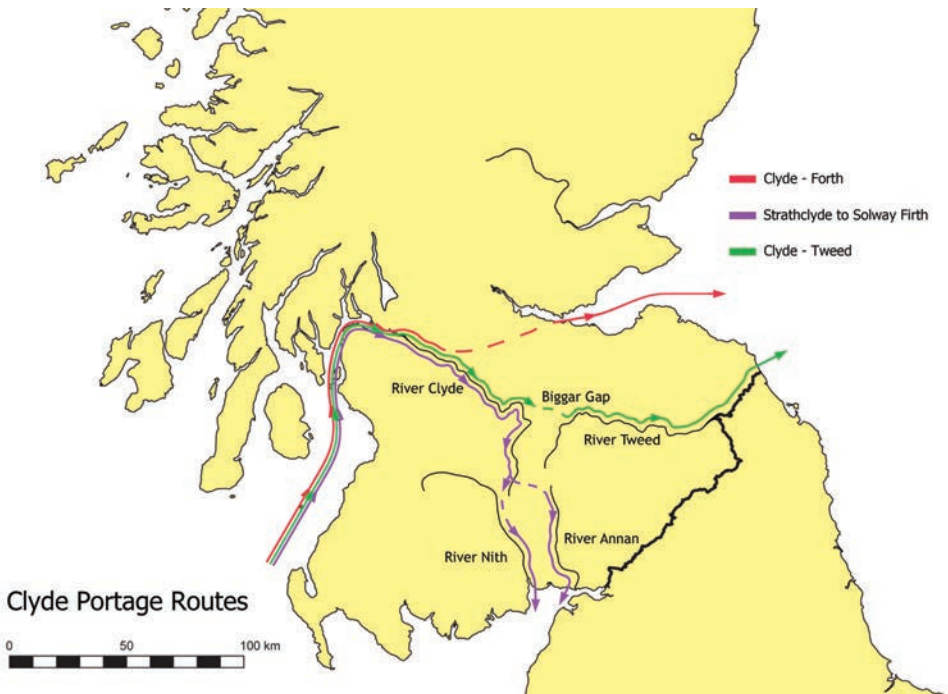 Clyde - Forth
Strathclyde to Solway Firth
Clyde - Tweed
River Clyde
Biggar Gap
River Tweed
River Nith
River Annan
Clyde Portage Routes
0 50 100 km